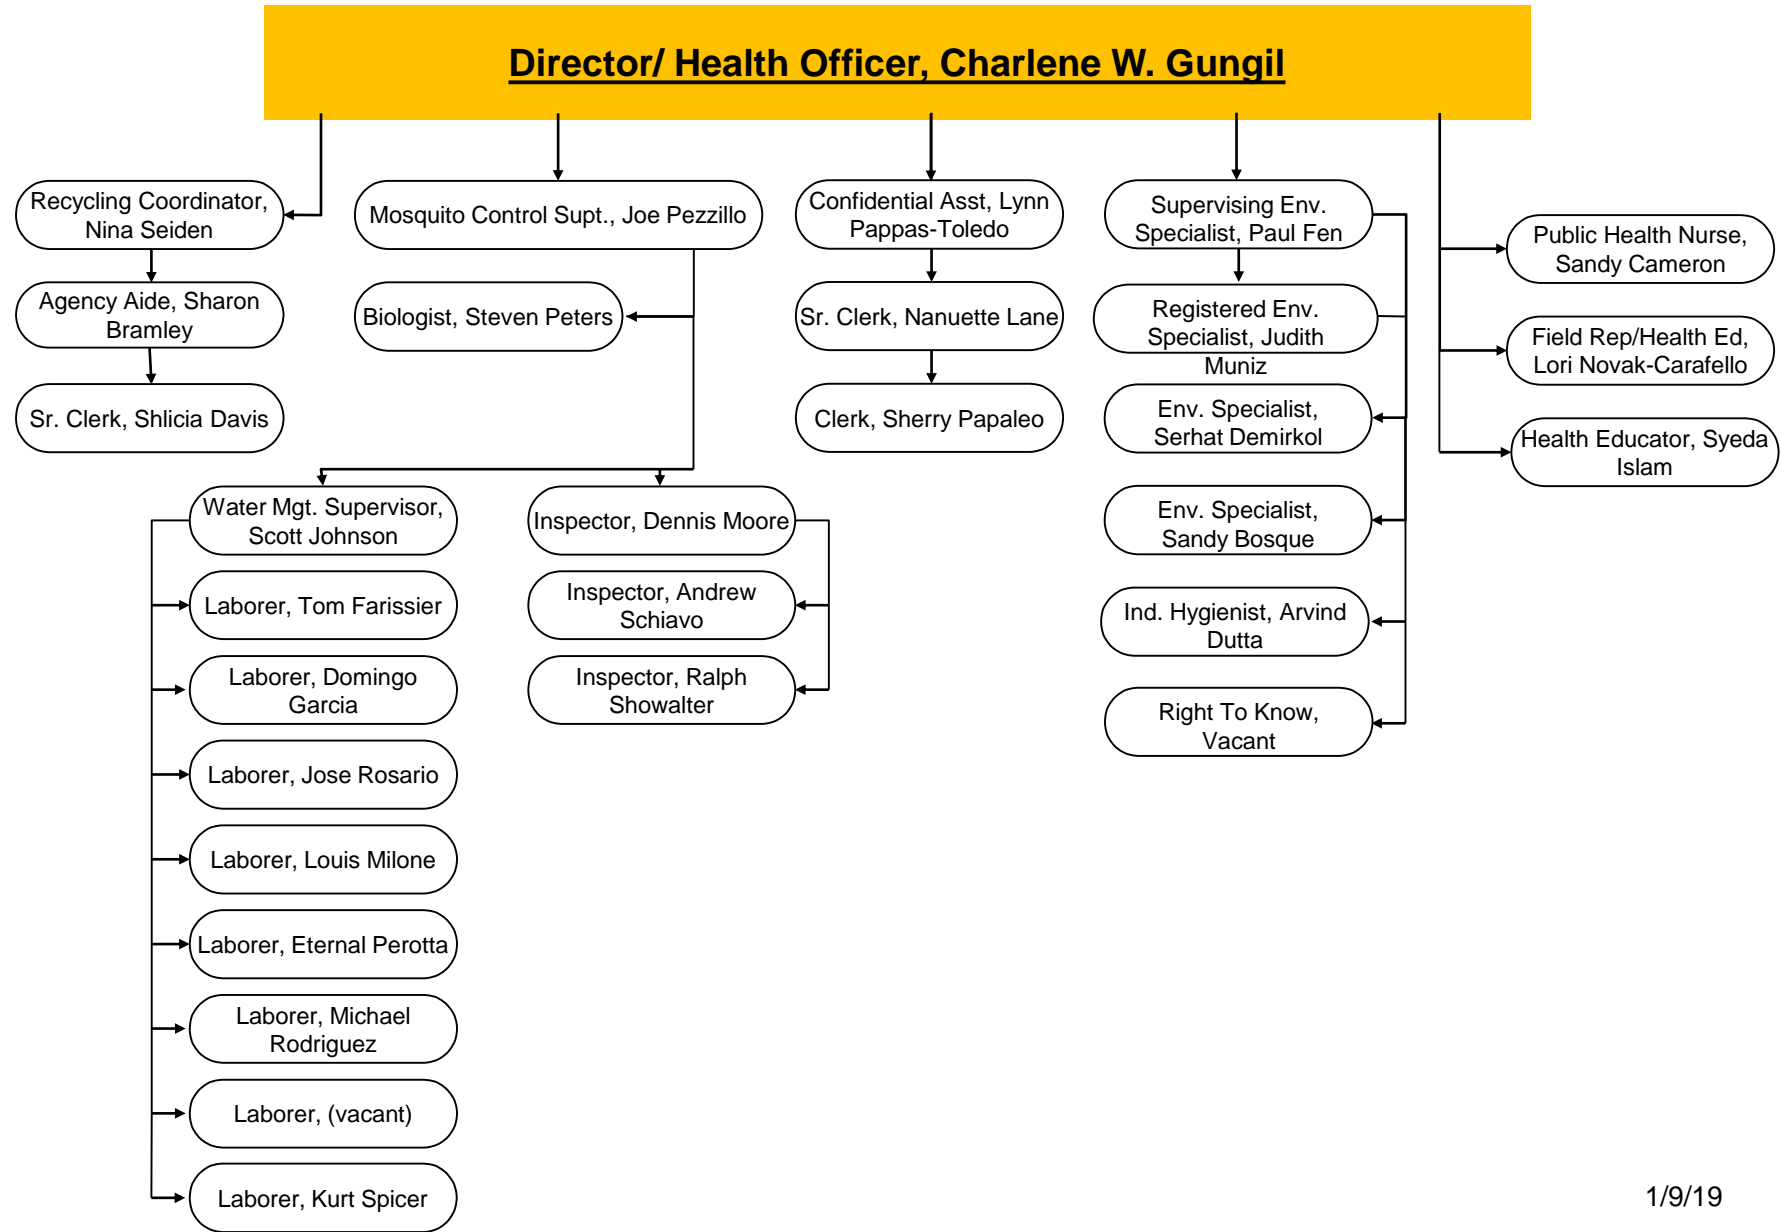 Director/ Health Officer, Charlene W. Gungil
Recycling Coordinator,
Nina Seiden
Agency Aide, Sharon
Bramley
Sr. Clerk, Shlicia Davis
Mosquito Control Supt., Joe Pezzillo
Biologist, Steven Peters
Water Mgt. Supervisor,
Scott Johnson
Laborer, Tom Farissier
Laborer, Domingo
Garcia
Laborer, Jose Rosario
Laborer, Louis Milone
Laborer, Eternal Perotta
Laborer, Michael
Rodriguez
Laborer, (vacant)
Laborer, Kurt Spicer
Inspector, Dennis Moore
Inspector, Andrew
Schiavo
Inspector, Ralph
Showalter
Confidential Asst, Lynn
Pappas-Toledo
Sr. Clerk, Nanuette Lane
Clerk, Sherry Papaleo
Supervising Env.
Specialist, Paul Fen
Registered Env.
Specialist, Judith
Muniz
Env. Specialist,
Serhat Demirkol
Env. Specialist,
Sandy Bosque
Ind. Hygienist, Arvind
Dutta
Right To Know,
Vacant
Public Health Nurse,
Sandy Cameron
Field Rep/Health Ed,
Lori Novak-Carafello
Health Educator, Syeda
Islam
1/9/19